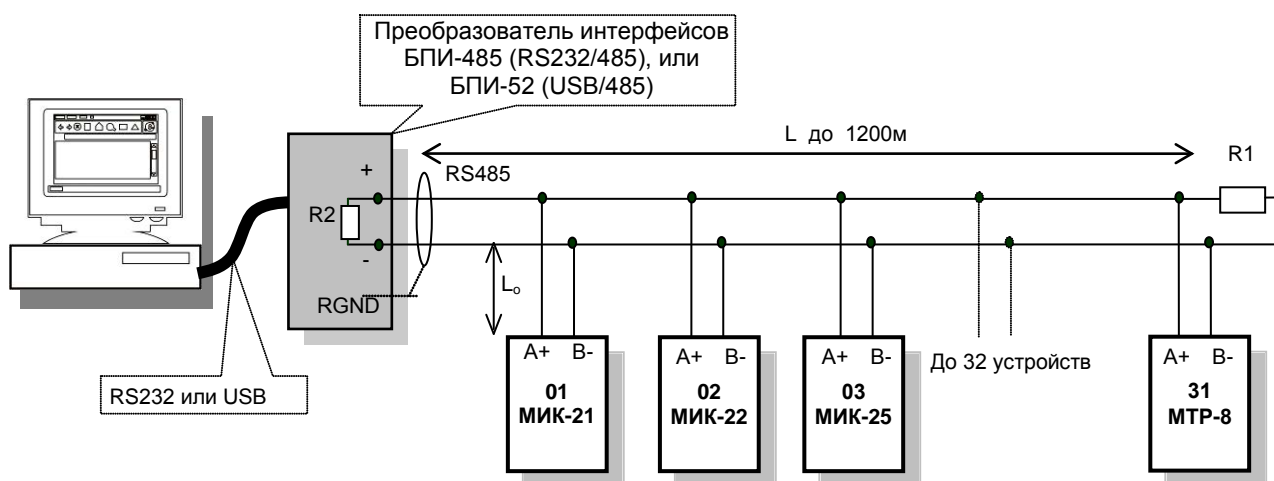 Преобразователь интерфейсов
БПИ-485 (RS232/485), или
БПИ-52 (USB/485)
L до 1200м
R1
+
RS485
R2
-
Lo
RGND
A+ B-
01
МИК-21
A+ B-
02
МИК-22
A+ B-
03
МИК-25
До 32 устройств
A+ B-
31
МТР-8
RS232 или USB